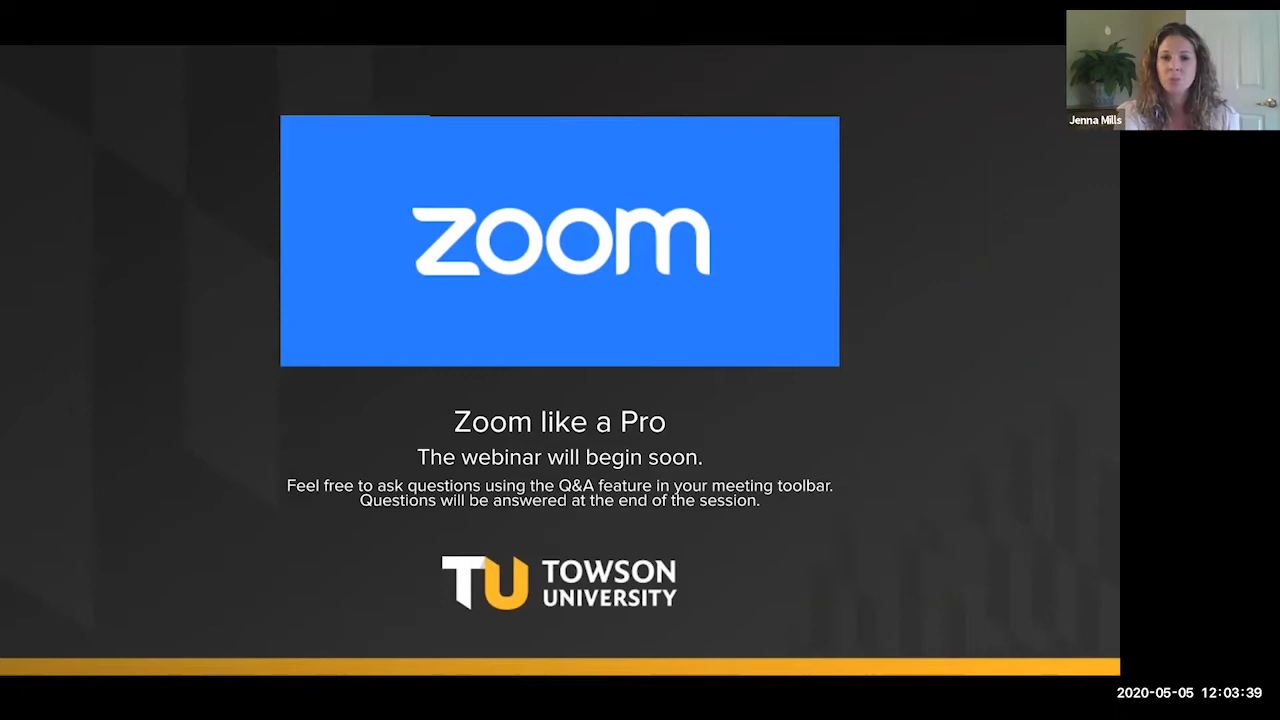 Jenna Mills
zoom
Zoom like a Pro
The webinar will begin soon.
Feel free to ask questions using the Q&A feature in your meeting toolbar.
Questions will be answered at the end of the session.
TU TOWSON
UNIVERSITY
2020-05-05 12:03:39